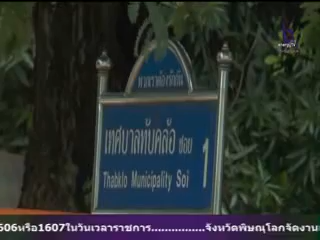 เทศบาลทับคล้อ ซอย 1
Thabklo Municipality Soi
606หรือ1607ในวันเวลาราชการ................จังหวัดพิษณุโลกจัดงาน